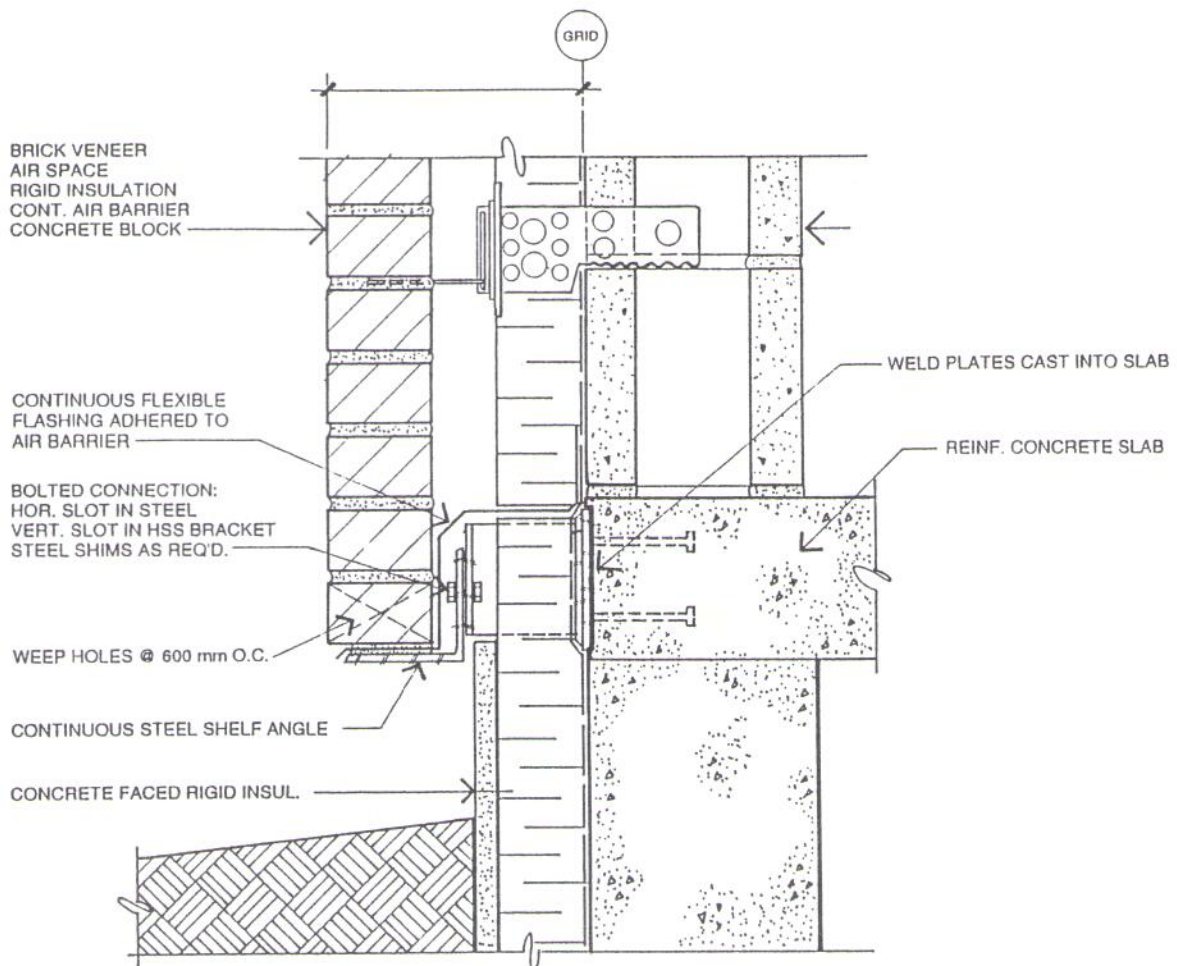 GRID
BRICK VENEER
AIR SPACE
RIGID INSULATION
CONT. AIR BARRIER
CONCRETE BLOCK
WELD PLATES CAST INTO SLAB
CONTINUOUS FLEXIBLE
FLASHING ADHERED TO
AIR BARRIER
REINF. CONCRETE SLAB
BOLTED CONNECTION:
HOR. SLOT IN STEEL
VERT. SLOT IN HSS BRACKET
STEEL SHIMS AS REQ'D.
WEEP HOLES @ 600 mm O.C.
CONTINUOUS STEEL SHELF ANGLE
CONCRETE FACED RIGID INSUL.